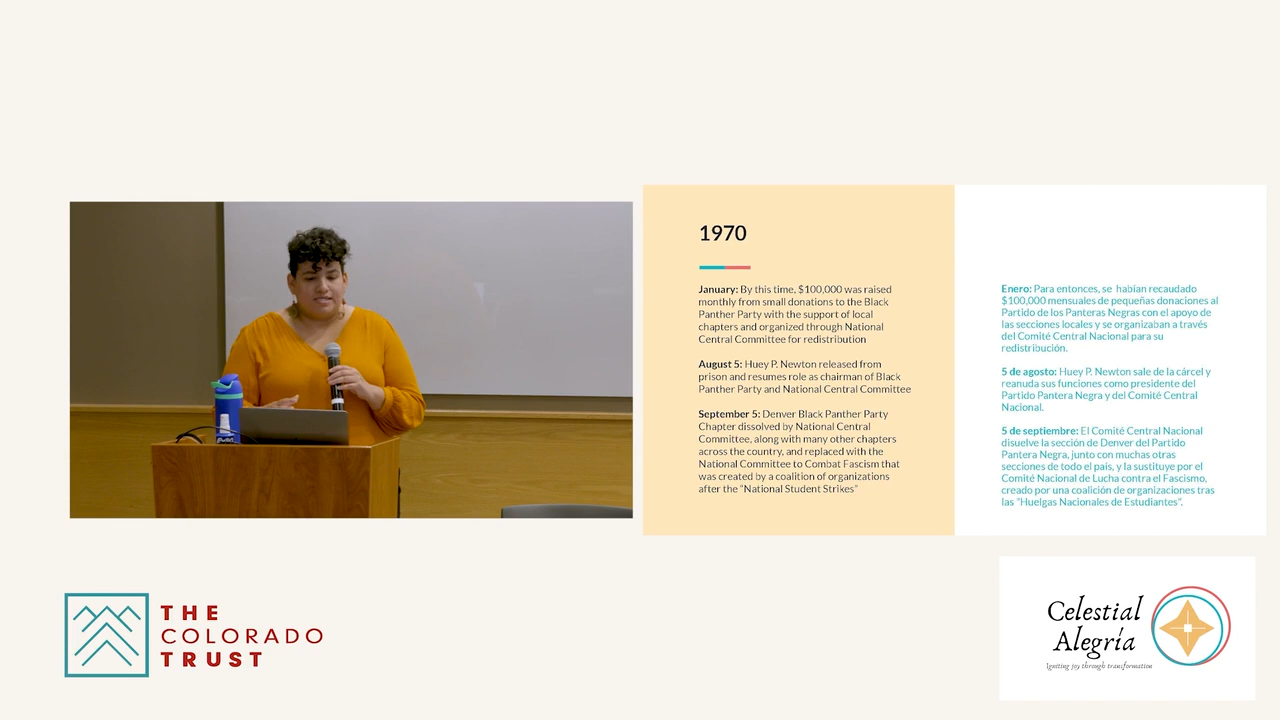 1970
January: By this time, $100,000 was raised
monthly from small donations to the Black
Panther Party with the support of local
chapters and organized through National
Central Committee for redistribution
August 5: Huey P. Newton released from
prison and resumes role as chairman of Black
Panther Party and National Central Committee
September 5: Denver Black Panther Party
Chapter dissolved by National Central
Committee, along with many other chapters
across the country, and replaced with the
National Committee to Combat Fascism that
was created by a coalition of organizations
after the "National Student Strikes"
Enero: Para entonces, se habían recaudado
$100,000 mensuales de pequeñas donaciones al
Partido de los Panteras Negras con el apoyo de
las secciones locales y se organizaban a través
del Comité Central Nacional para su
redistribución.
5 de agosto: Huey P. Newton sale de la cárcel y
reanuda sus funciones como presidente del
Partido Pantera Negra y del Comité Central
Nacional.
5 de septiembre: El Comité Central Nacional
disuelve la sección de Denver del Partido
Pantera Negra, junto con muchas otras
secciones de todo el país, y la sustituye por el
Comité Nacional de Lucha contra el Fascismo,
creado por una coalición de organizaciones tras
las "Huelgas Nacionales de Estudiantes".
THE
COLORADO
TRUST
Celestial
Alegría
Igniting joy through transformation